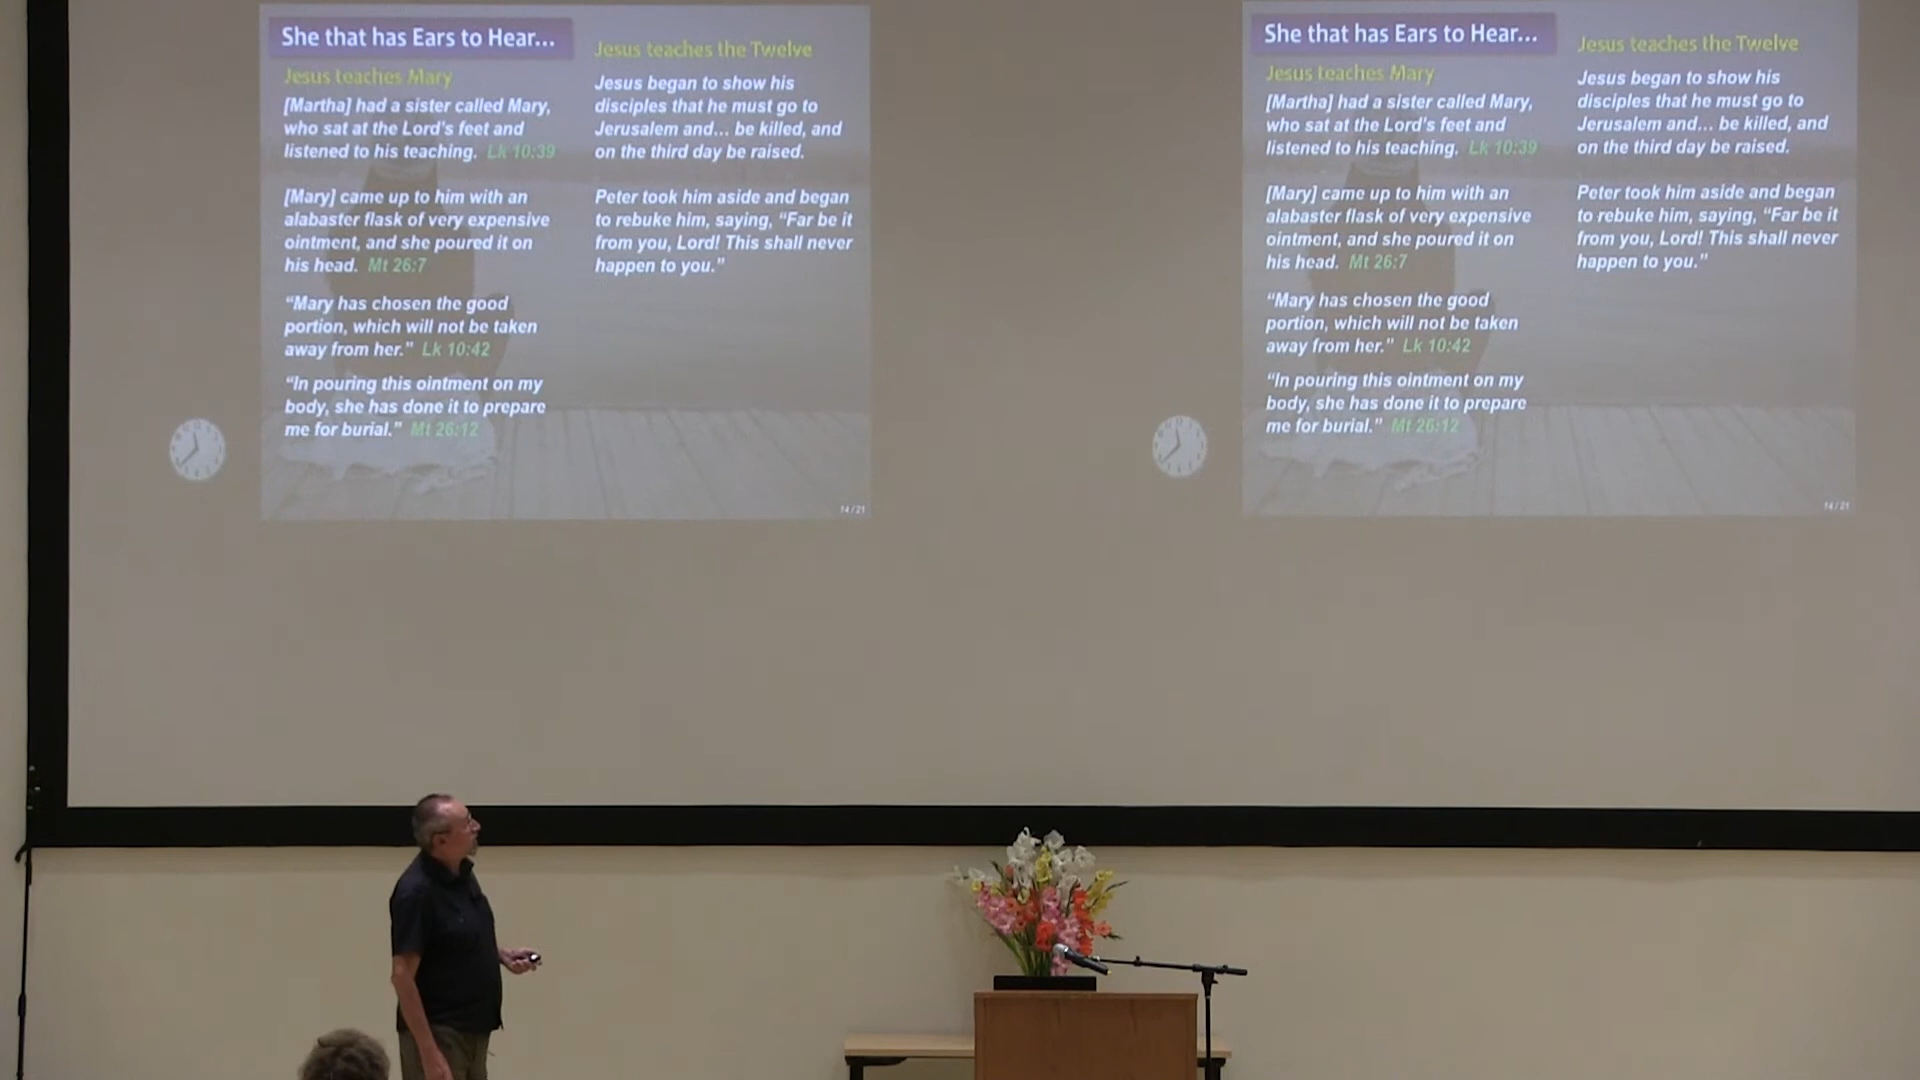 She that has Ears to Hear...
Jesus teaches Mary
[Martha] had a sister called Mary,
who sat at the Lord's feet and
listened to his teaching. Lk 10:39
[Mary] came up to him with an
alabaster flask of very expensive
ointment, and she poured it on
his head. Mt 26:7
“Mary has chosen the good
portion, which will not be taken
away from her.” Lk 10:42
“In pouring this ointment on my
body, she has done it to prepare
me for burial.” Mt 26:12
Jesus teaches the Twelve
Jesus began to show his
disciples that he must go to
Jerusalem and... be killed, and
on the third day be raised.
Peter took him aside and began
to rebuke him, saying, “Far be it
from you, Lord! This shall never
happen to you.”
14/21
She that has Ears to Hear...
Jesus teaches Mary
[Martha] had a sister called Mary,
who sat at the Lord's feet and
listened to his teaching. Lk 10:39
[Mary] came up to him with an
alabaster flask of very expensive
ointment, and she poured it on
his head. Mt 26:7
“Mary has chosen the good
portion, which will not be taken
away from her.” Lk 10:42
“In pouring this ointment on my
body, she has done it to prepare
me for burial.” Mt 26:12
Jesus teaches the Twelve
Jesus began to show his
disciples that he must go to
Jerusalem and... be killed, and
on the third day be raised.
Peter took him aside and began
to rebuke him, saying, “Far be it
from you, Lord! This shall never
happen to you.”
14/21